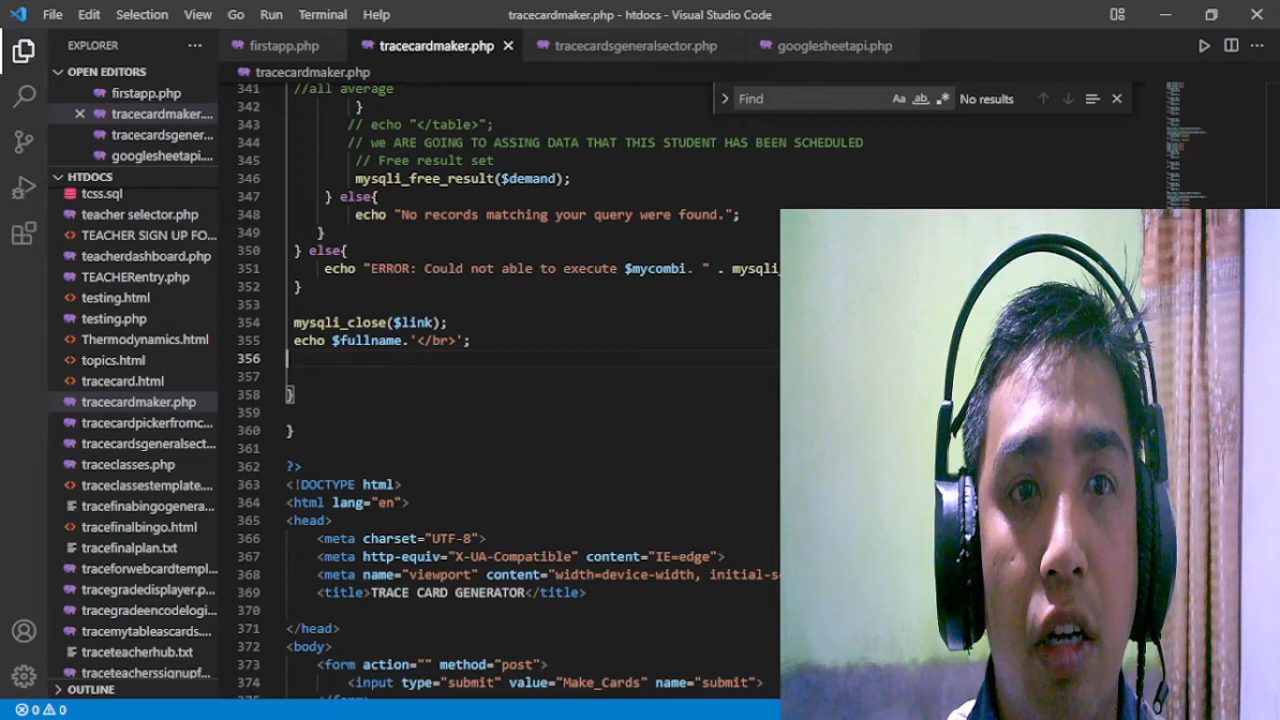 File Edit Selection View Go Run Terminal Help tracecardmaker.php - htdocs - Visual Studio Code
EXPLORER
OPEN EDITORS
firstapp.php
tracecardmaker....
tracecardsgener...
googlesheetapi....
HTDOCS
tcss.sql
teacher selector.php
TEACHER SIGN UP FO...
teacherdashboard.php
TEACHERentry.php
testing.html
testing.php
Thermodynamics.html
topics.html
tracecard.html
tracecardmaker.php
tracecardpickerfromc...
tracecardsgeneralsect...
traceclasses.php
traceclassestemplate....
tracefinabingogenera...
tracefinalbingo.html
tracefinalplan.txt
traceforwebcardtempl...
tracegradedisplayer.p...
tracegradeencodelogi...
tracemytableascards....
traceteacherhub.txt
traceteacherssignupf...
OUTLINE
0 0
firstapp.php tracecardmaker.php tracecardsgeneralsector.php googlesheetapi.php
tracecardmaker.php
Find Aa ab No results
341 //all average
342 }
343 // echo "</table>";
344 // wE ARE GOING TO ASSING DATA THAT THIS STUDENT HAS BEEN SCHEDULED
345 // Free result set
346 mysqli_free_result($demand);
347 } else{
348 echo "No records matching your query were found.";
349 }
350 } else{
351 echo "ERROR: Could not able to execute $mycombi. " . mysqli_
352 }
353
354 mysqli_close($link);
355 echo $fullname.'</br>';
356
357
358 }
359
360 }
361
362 ?>
363 <!DOCTYPE html>
364 <html lang="en">
365 <head>
366 <meta charset="UTF-8">
367 <meta http-equiv="X-UA-Compatible" content="IE=edge">
368 <meta name="viewport" content="width=device-width, initial-s
369 <title>TRACE CARD GENERATOR</title>
370
371 </head>
372 <body>
373 <form action="" method="post">
374 <input type="submit" value="Make_Cards" name="submit">